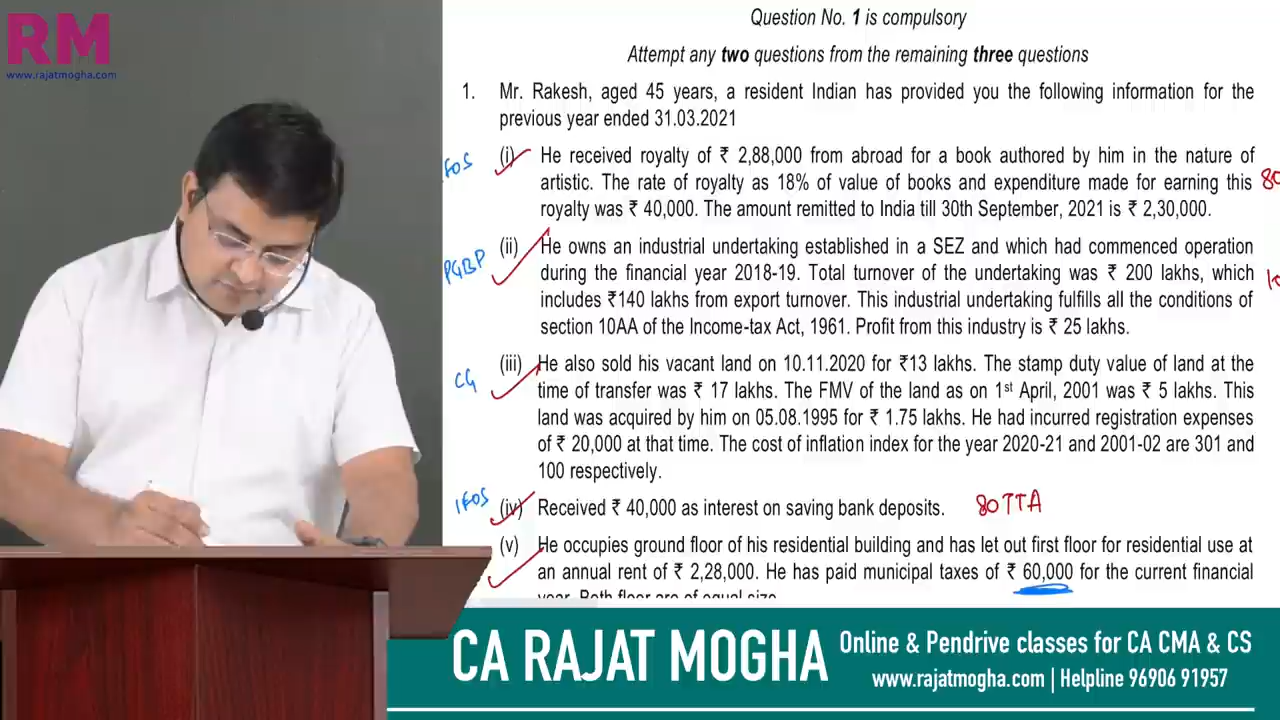 RM
www.rajatmogha.com
Question No. 1 is compulsory
Attempt any two questions from the remaining three questions
1. Mr. Rakesh, aged 45 years, a resident Indian has provided you the following information for the
previous year ended 31.03.2021
IFOS (i) He received royalty of ₹ 2,88,000 from abroad for a book authored by him in the nature of
artistic. The rate of royalty as 18% of value of books and expenditure made for earning this 80
royalty was ₹ 40,000. The amount remitted to India till 30th September, 2021 is ₹ 2,30,000.
PGBP (ii) He owns an industrial undertaking established in a SEZ and which had commenced operation
during the financial year 2018-19. Total turnover of the undertaking was ₹ 200 lakhs, which
includes ₹140 lakhs from export turnover. This industrial undertaking fulfills all the conditions of
section 10AA of the Income-tax Act, 1961. Profit from this industry is ₹ 25 lakhs.
CG (iii) He also sold his vacant land on 10.11.2020 for ₹13 lakhs. The stamp duty value of land at the
time of transfer was ₹ 17 lakhs. The FMV of the land as on 1st April, 2001 was ₹ 5 lakhs. This
land was acquired by him on 05.08.1995 for ₹ 1.75 lakhs. He had incurred registration expenses
of ₹ 20,000 at that time. The cost of inflation index for the year 2020-21 and 2001-02 are 301 and
100 respectively.
IFOS (iv) Received ₹ 40,000 as interest on saving bank deposits. 80TTA
(v) He occupies ground floor of his residential building and has let out first floor for residential use at
an annual rent of ₹ 2,28,000. He has paid municipal taxes of ₹ 60,000 for the current financial
year. Both floor are of equal size.
CA RAJAT MOGHA
Online & Pendrive classes for CA CMA & CS
www.rajatmogha.com | Helpline 96906 91957